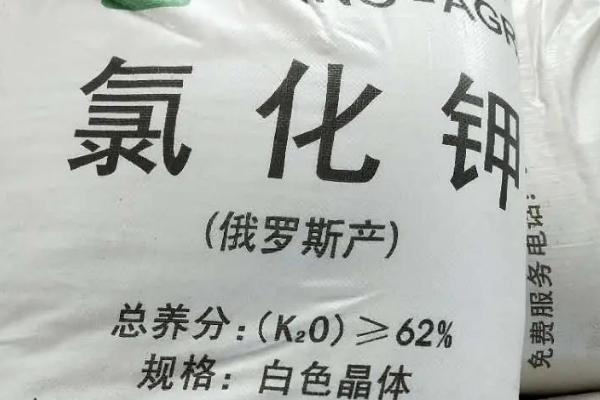 氯化钾
(俄罗斯产)
总养分:(K₂O)≥62%
规格:白色晶体
免费服务电话: